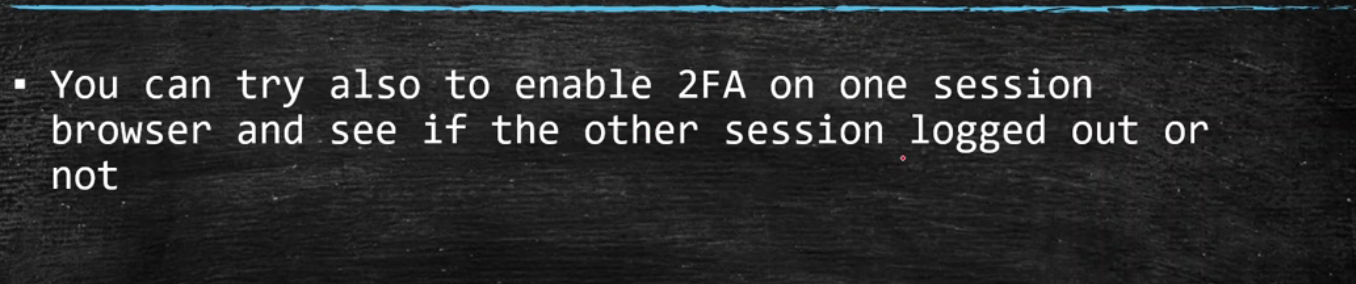 ▪ You can try also to enable 2FA on one session
browser and see if the other session logged out or
not